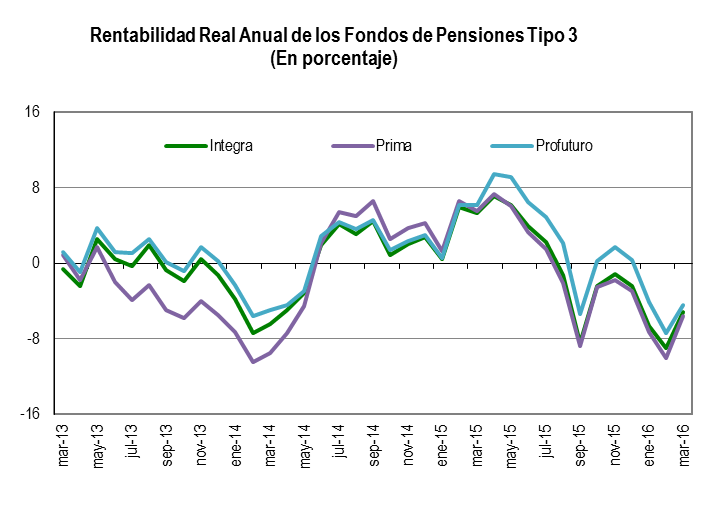 Rentabilidad Real Anual de los Fondos de Pensiones Tipo 3
(En porcentaje)
16
Integra Prima Profuturo
8
0
-8
-16
mar-13 may-13 jul-13 sep-13 nov-13 ene-14 mar-14 may-14 jul-14 sep-14 nov-14 ene-15 mar-15 may-15 jul-15 sep-15 nov-15 ene-16 mar-16